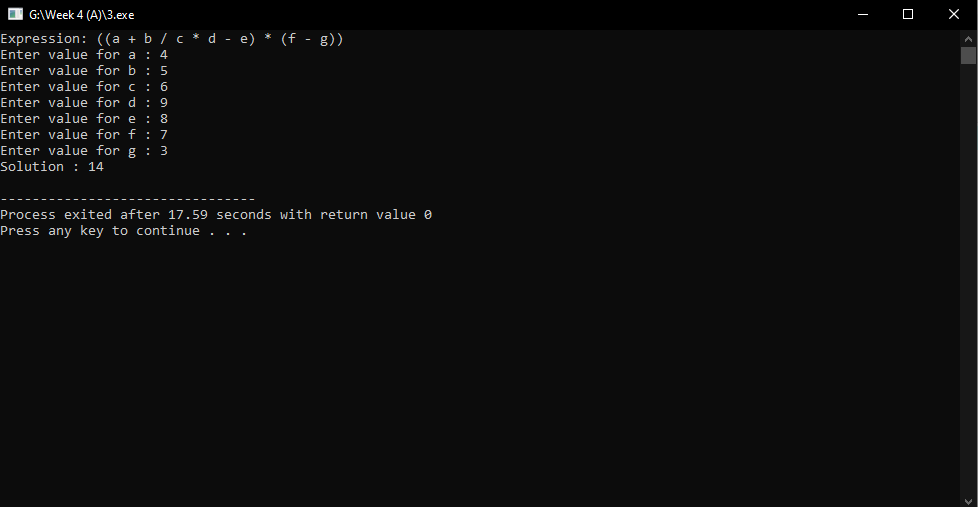 G:\Week 4 (A)\3.exe
Expression: ((a + b / c * d - e) * (f - g))
Enter value for a : 4
Enter value for b : 5
Enter value for c : 6
Enter value for d : 9
Enter value for e : 8
Enter value for f : 7
Enter value for g : 3
Solution : 14
--------------------------------
Process exited after 17.59 seconds with return value 0
Press any key to continue . . .